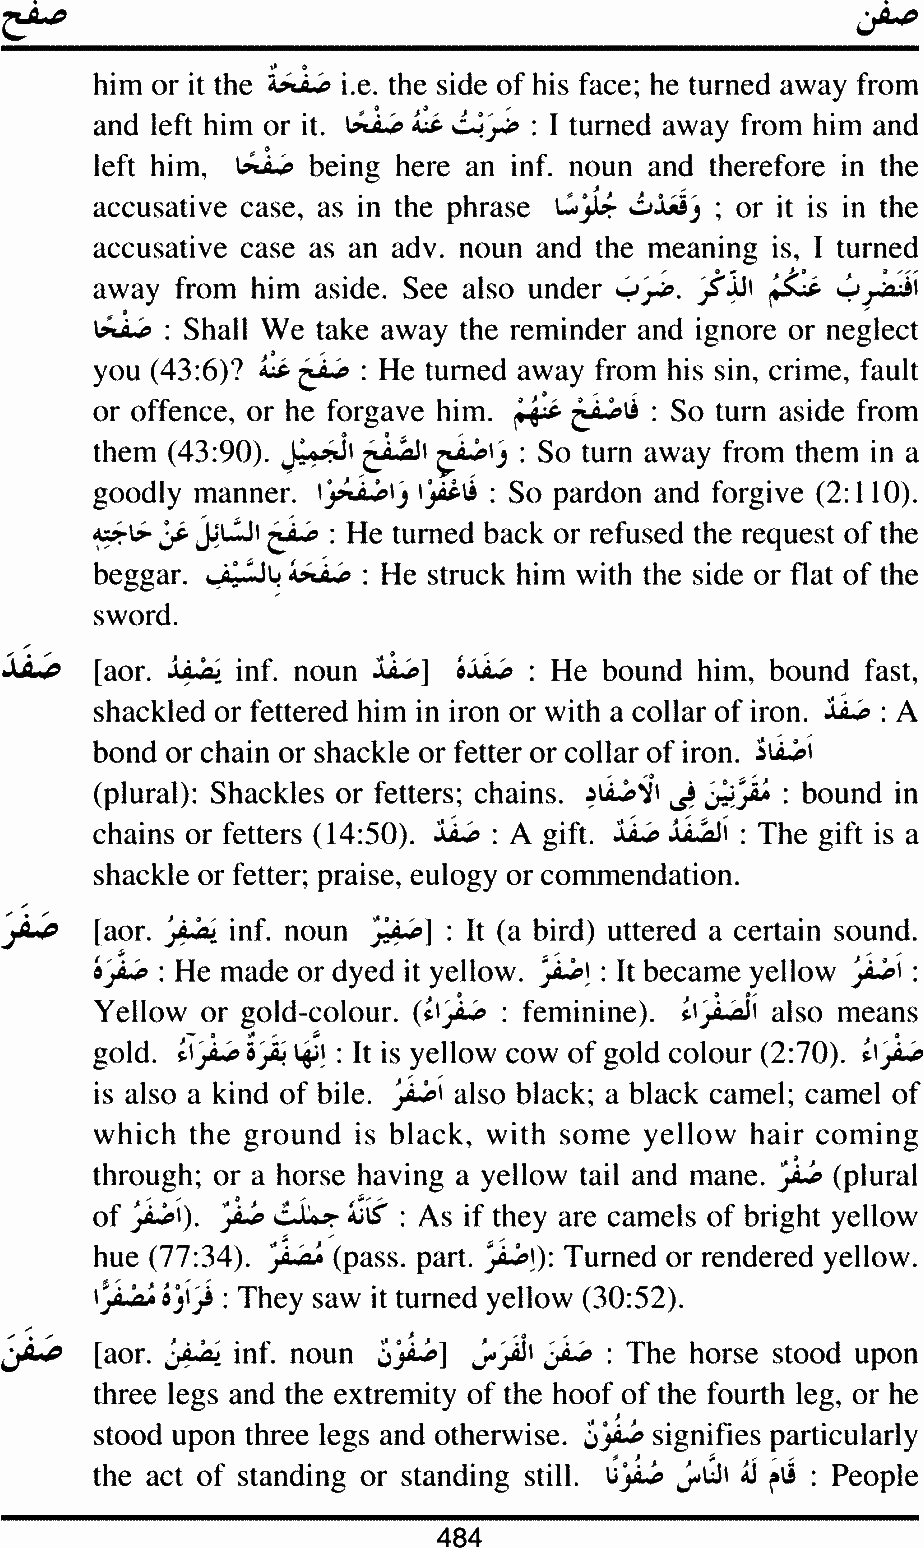 صفح صفن
him or it the صَفْحَةٌ i.e. the side of his face; he turned away from
and left him or it. ضَرَبْتُ عَنْهُ صَفْحًا : I turned away from him and
left him, صَفْحًا being here an inf. noun and therefore in the
accusative case, as in the phrase وَقَعَدْتُ جُلُوْسًا ; or it is in the
accusative case as an adv. noun and the meaning is, I turned
away from him aside. See also under ضَرَبَ. اَفَنَضْرِبُ عَنْكُمُ الذِّكْرَ
صَفْحًا : Shall We take away the reminder and ignore or neglect
you (43:6)? صَفَحَ عَنْهُ : He turned away from his sin, crime, fault
or offence, or he forgave him. فَاصْفَحْ عَنْهُمْ : So turn aside from
them (43:90). وَاصْفَحِ الصَّفْحَ الْجَمِيْلَ : So turn away from them in a
goodly manner. فَاعْفُوْا وَاصْفَحُوْا : So pardon and forgive (2:110).
صَفَحَ السَّائِلَ عَنْ حَاجَتِهٖ : He turned back or refused the request of the
beggar. صَفَحَهُ بِالسَّيْفِ : He struck him with the side or flat of the
sword.
صَفَدَ [aor. يَصْفِدُ inf. noun صَفْدٌ] صَفَدَهُ : He bound him, bound fast,
shackled or fettered him in iron or with a collar of iron. صَفَدٌ : A
bond or chain or shackle or fetter or collar of iron. اَصْفَادٌ
(plural): Shackles or fetters; chains. مُقَرَّنِيْنَ فِى الْاَصْفَادِ : bound in
chains or fetters (14:50). صَفَدٌ : A gift. اَلصَّفَدُ صَفَدٌ : The gift is a
shackle or fetter; praise, eulogy or commendation.
صَفَرَ [aor. يَصْفِرُ inf. noun صَفِيْرٌ] : It (a bird) uttered a certain sound.
صَفَّرَهُ : He made or dyed it yellow. اِصْفَرَّ : It became yellow اَصْفَرُ :
Yellow or gold-colour. (صَفْرَاءُ : feminine). اَلصَّفْرَاءُ also means
gold. اِنَّهَا بَقَرَةٌ صَفْرَآءُ : It is yellow cow of gold colour (2:70). صَفْرَاءُ
is also a kind of bile. اَصْفَرُ also black; a black camel; camel of
which the ground is black, with some yellow hair coming
through; or a horse having a yellow tail and mane. صُفْرٌ (plural
of اَصْفَرُ). كَاَنَّهٗ جِمٰلَتٌ صُفْرٌ : As if they are camels of bright yellow
hue (77:34). مُصْفَرٌّ (pass. part. اِصْفَرَّ): Turned or rendered yellow.
فَرَاَوْهُ مُصْفَرًّا : They saw it turned yellow (30:52).
صَفَنَ [aor. يَصْفِنُ inf. noun صُفُوْنٌ] صَفَنَ الْفَرَسُ : The horse stood upon
three legs and the extremity of the hoof of the fourth leg, or he
stood upon three legs and otherwise. صُفُوْنٌ signifies particularly
the act of standing or standing still. قَامَ لَهُ النَّاسُ صُفُوْنًا : People
484